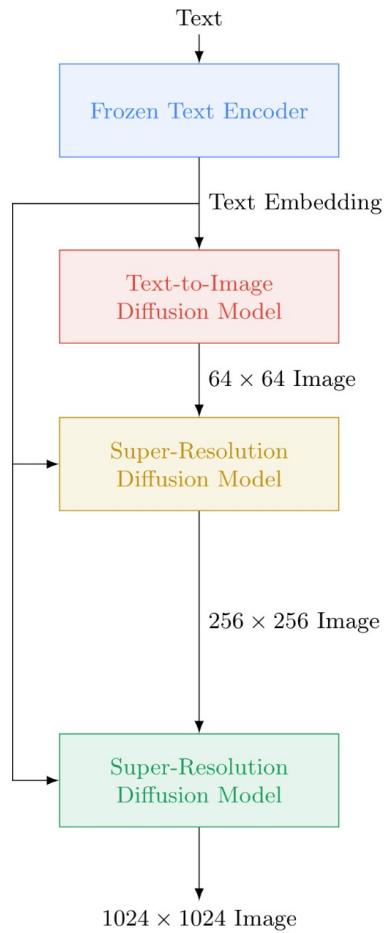 Text
Frozen Text Encoder
Text Embedding
Text-to-Image
Diffusion Model
64 × 64 Image
Super-Resolution
Diffusion Model
256 × 256 Image
Super-Resolution
Diffusion Model
1024 × 1024 Image